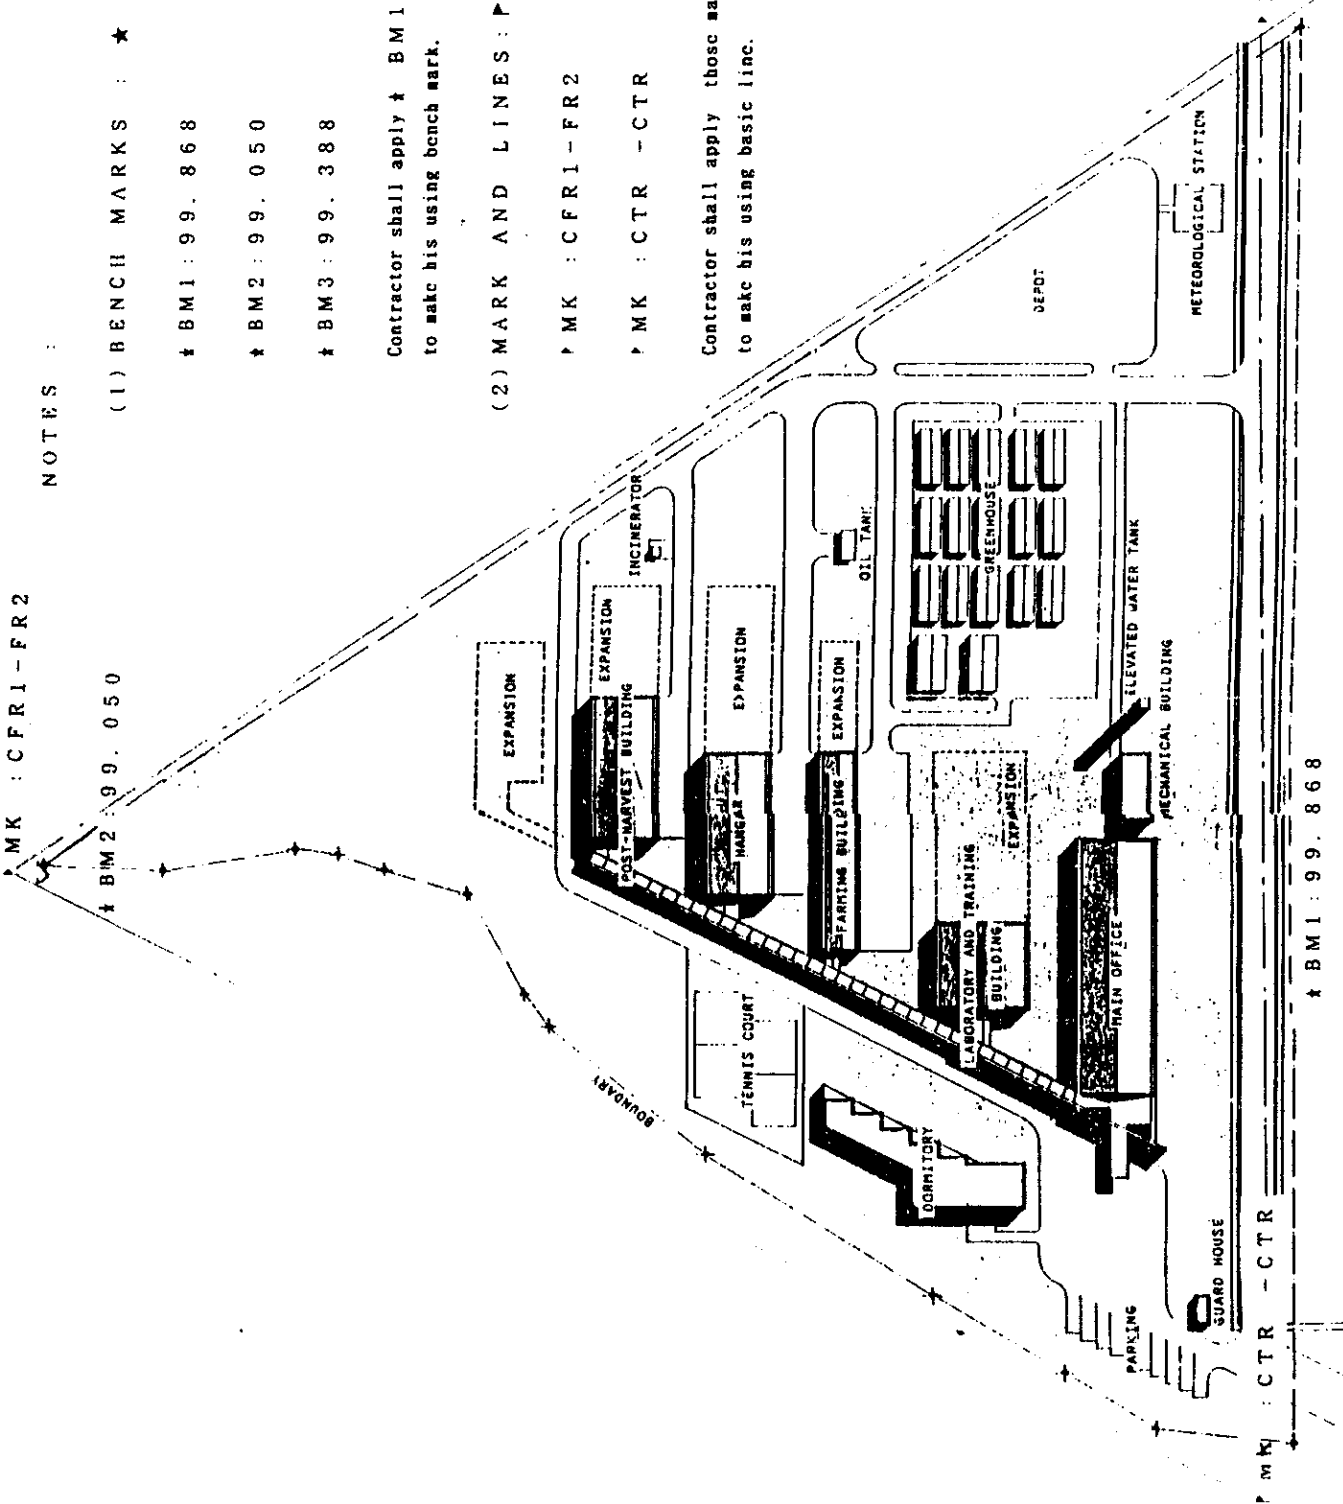 NOTES :
(1) BENCH MARKS : ★
★ BM1 : 99. 868
★ BM2 : 99. 050
★ BM3 : 99. 388
Contractor shall apply ★ BM1
to make his using bench mark.
(2) MARK AND LINES :
MK : CFR1-FR2
MK : CTR -CTR
Contractor shall apply those
to make his using basic line.
MK : CFR1-FR2
★ BM2 : 99. 050
EXPANSION
EXPANSION
POST-HARVEST BUILDING
INCINERATOR
EXPANSION
HANGAR
EXPANSION
FARMING BUILDING
OIL TANK
GREENHOUSE
DEPOT
METEOROLOGICAL STATION
BOUNDARY
TENNIS COURT
LABORATORY AND TRAINING
BUILDING
EXPANSION
ELEVATED WATER TANK
MECHANICAL BUILDING
MAIN OFFICE
DORMITORY
PARKING
GUARD HOUSE
MK : CTR -CTR
★ BM1 : 99. 868